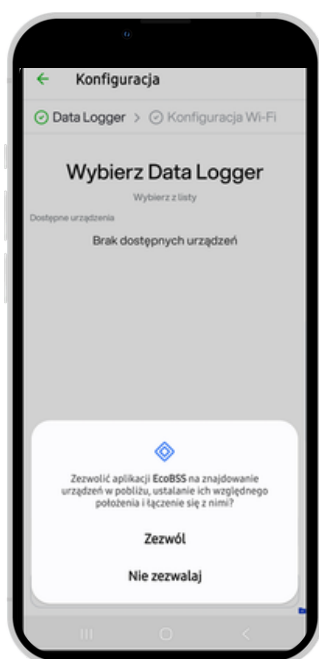 Konfiguracja
Data Logger > Konfiguracja Wi-Fi
Wybierz Data Logger
Wybierz z listy
Dostępne urządzenia
Brak dostępnych urządzeń
Zezwolić aplikacji EcoBSS na znajdowanie
urządzeń w pobliżu, ustalanie ich względnego
położenia i łączenie się z nimi?
Zezwól
Nie zezwalaj